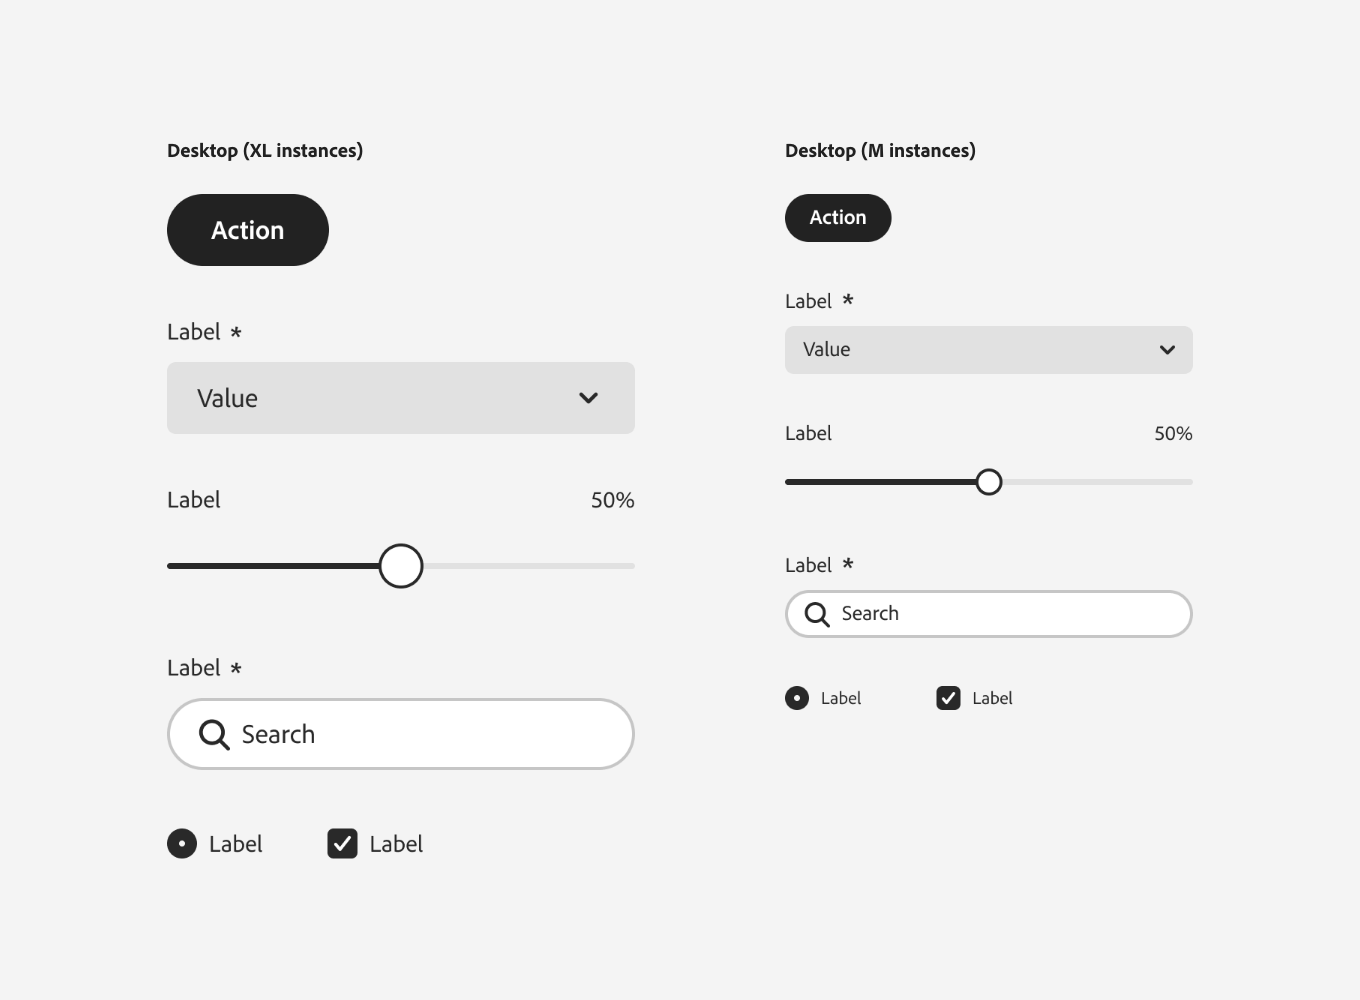 Desktop (XL instances)
Action
Label *
Value
Label 50%
Label *
Search
Label Label
Desktop (M instances)
Action
Label *
Value
Label 50%
Label *
Search
Label Label